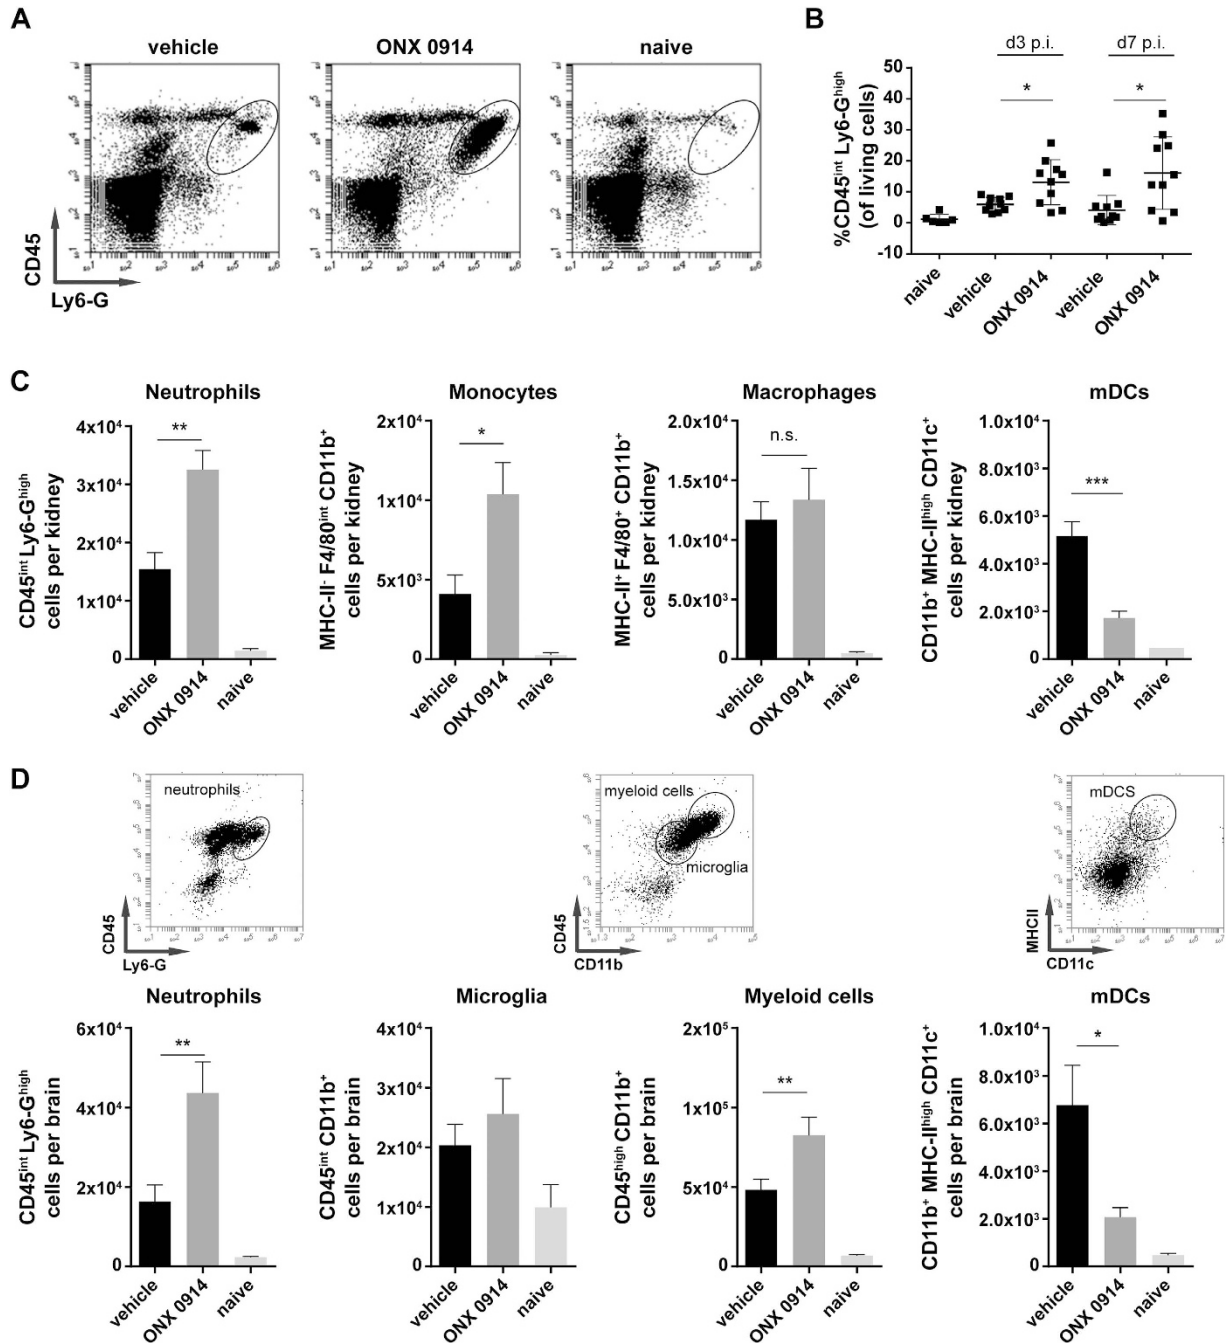 A
vehicle
ONX 0914
naive
CD45
Ly6-G
B
d3 p.i.
d7 p.i.
*
*
%CD45int Ly6-Ghigh
(of living cells)
50
40
30
20
10
0
-10
naive
vehicle
ONX 0914
vehicle
ONX 0914
C
Neutrophils
CD45int Ly6-Ghigh
cells per kidney
4x10⁴
3x10⁴
2x10⁴
1x10⁴
0
**
vehicle
ONX 0914
naive
Monocytes
MHC-II- F4/80int CD11b+
cells per kidney
2x10⁴
1x10⁴
5x10³
0
*
vehicle
ONX 0914
naive
Macrophages
MHC-II+ F4/80+ CD11b+
cells per kidney
2.0x10⁴
1.5x10⁴
1.0x10⁴
5.0x10³
0
n.s.
vehicle
ONX 0914
naive
mDCs
CD11b+ MHC-IIhigh CD11c+
cells per kidney
1.0x10⁴
8.0x10³
6.0x10³
4.0x10³
2.0x10³
0
***
vehicle
ONX 0914
naive
D
neutrophils
CD45
Ly6-G
myeloid cells
microglia
CD45
CD11b
mDCS
MHCII
CD11c
Neutrophils
CD45int Ly6-Ghigh
cells per brain
6x10⁴
4x10⁴
2x10⁴
0
**
vehicle
ONX 0914
naive
Microglia
CD45int CD11b+
cells per brain
4x10⁴
3x10⁴
2x10⁴
1x10⁴
0
vehicle
ONX 0914
naive
Myeloid cells
CD45high CD11b+
cells per brain
2x10⁵
1x10⁵
5x10⁴
0
**
vehicle
ONX 0914
naive
mDCs
CD11b+ MHC-IIhigh CD11c+
cells per brain
1.0x10⁴
8.0x10³
6.0x10³
4.0x10³
2.0x10³
0
*
vehicle
ONX 0914
naive